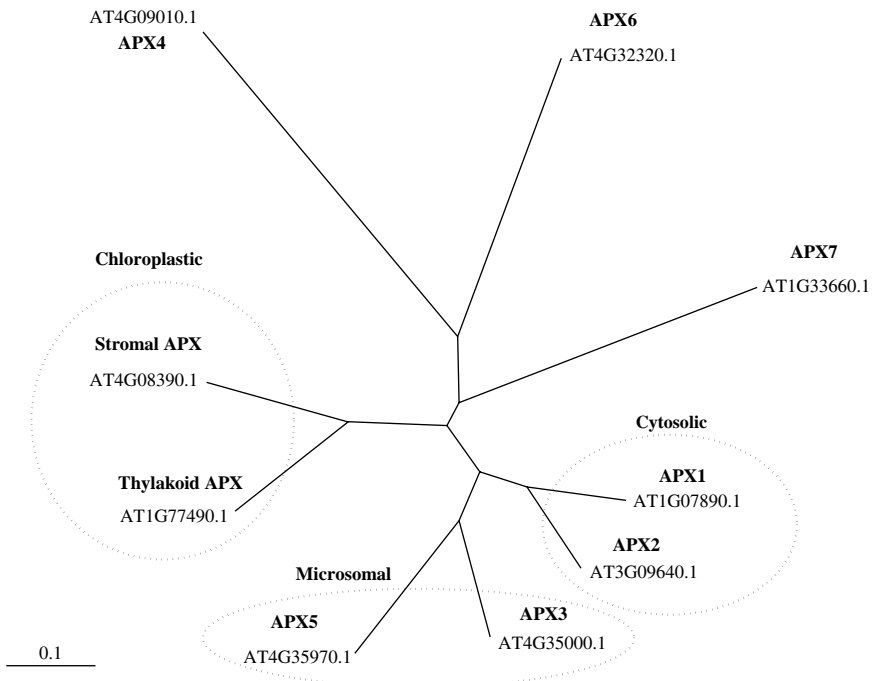 AT4G09010.1
APX4
APX6
AT4G32320.1
APX7
AT1G33660.1
Chloroplastic
Stromal APX
AT4G08390.1
Thylakoid APX
AT1G77490.1
Cytosolic
APX1
AT1G07890.1
APX2
AT3G09640.1
Microsomal
APX5
AT4G35970.1
APX3
AT4G35000.1
0.1